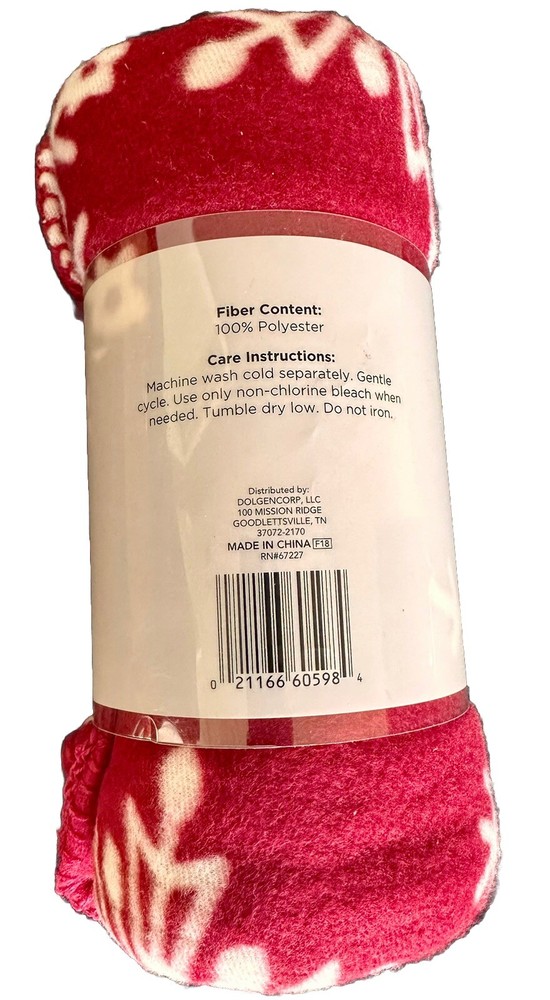 Fiber Content:
100% Polyester
Care Instructions:
Machine wash cold separately. Gentle
cycle. Use only non-chlorine bleach when
needed. Tumble dry low. Do not iron.
Distributed by:
DOLGENCORP, LLC
100 MISSION RIDGE
GOODLETTSVILLE, TN
37072-2170
MADE IN CHINA F18
RN#67227
0 21166 60598 4